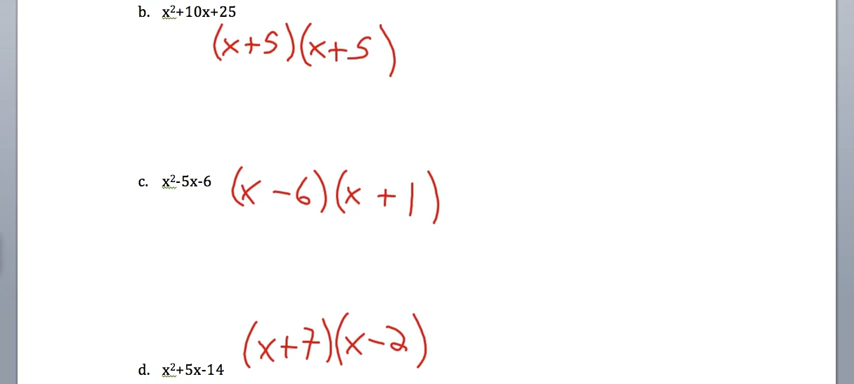 b. x²+10x+25
(x+5)(x+5)
c. x²-5x-6 (x-6)(x+1)
(x+7)(x-2)
d. x²+5x-14